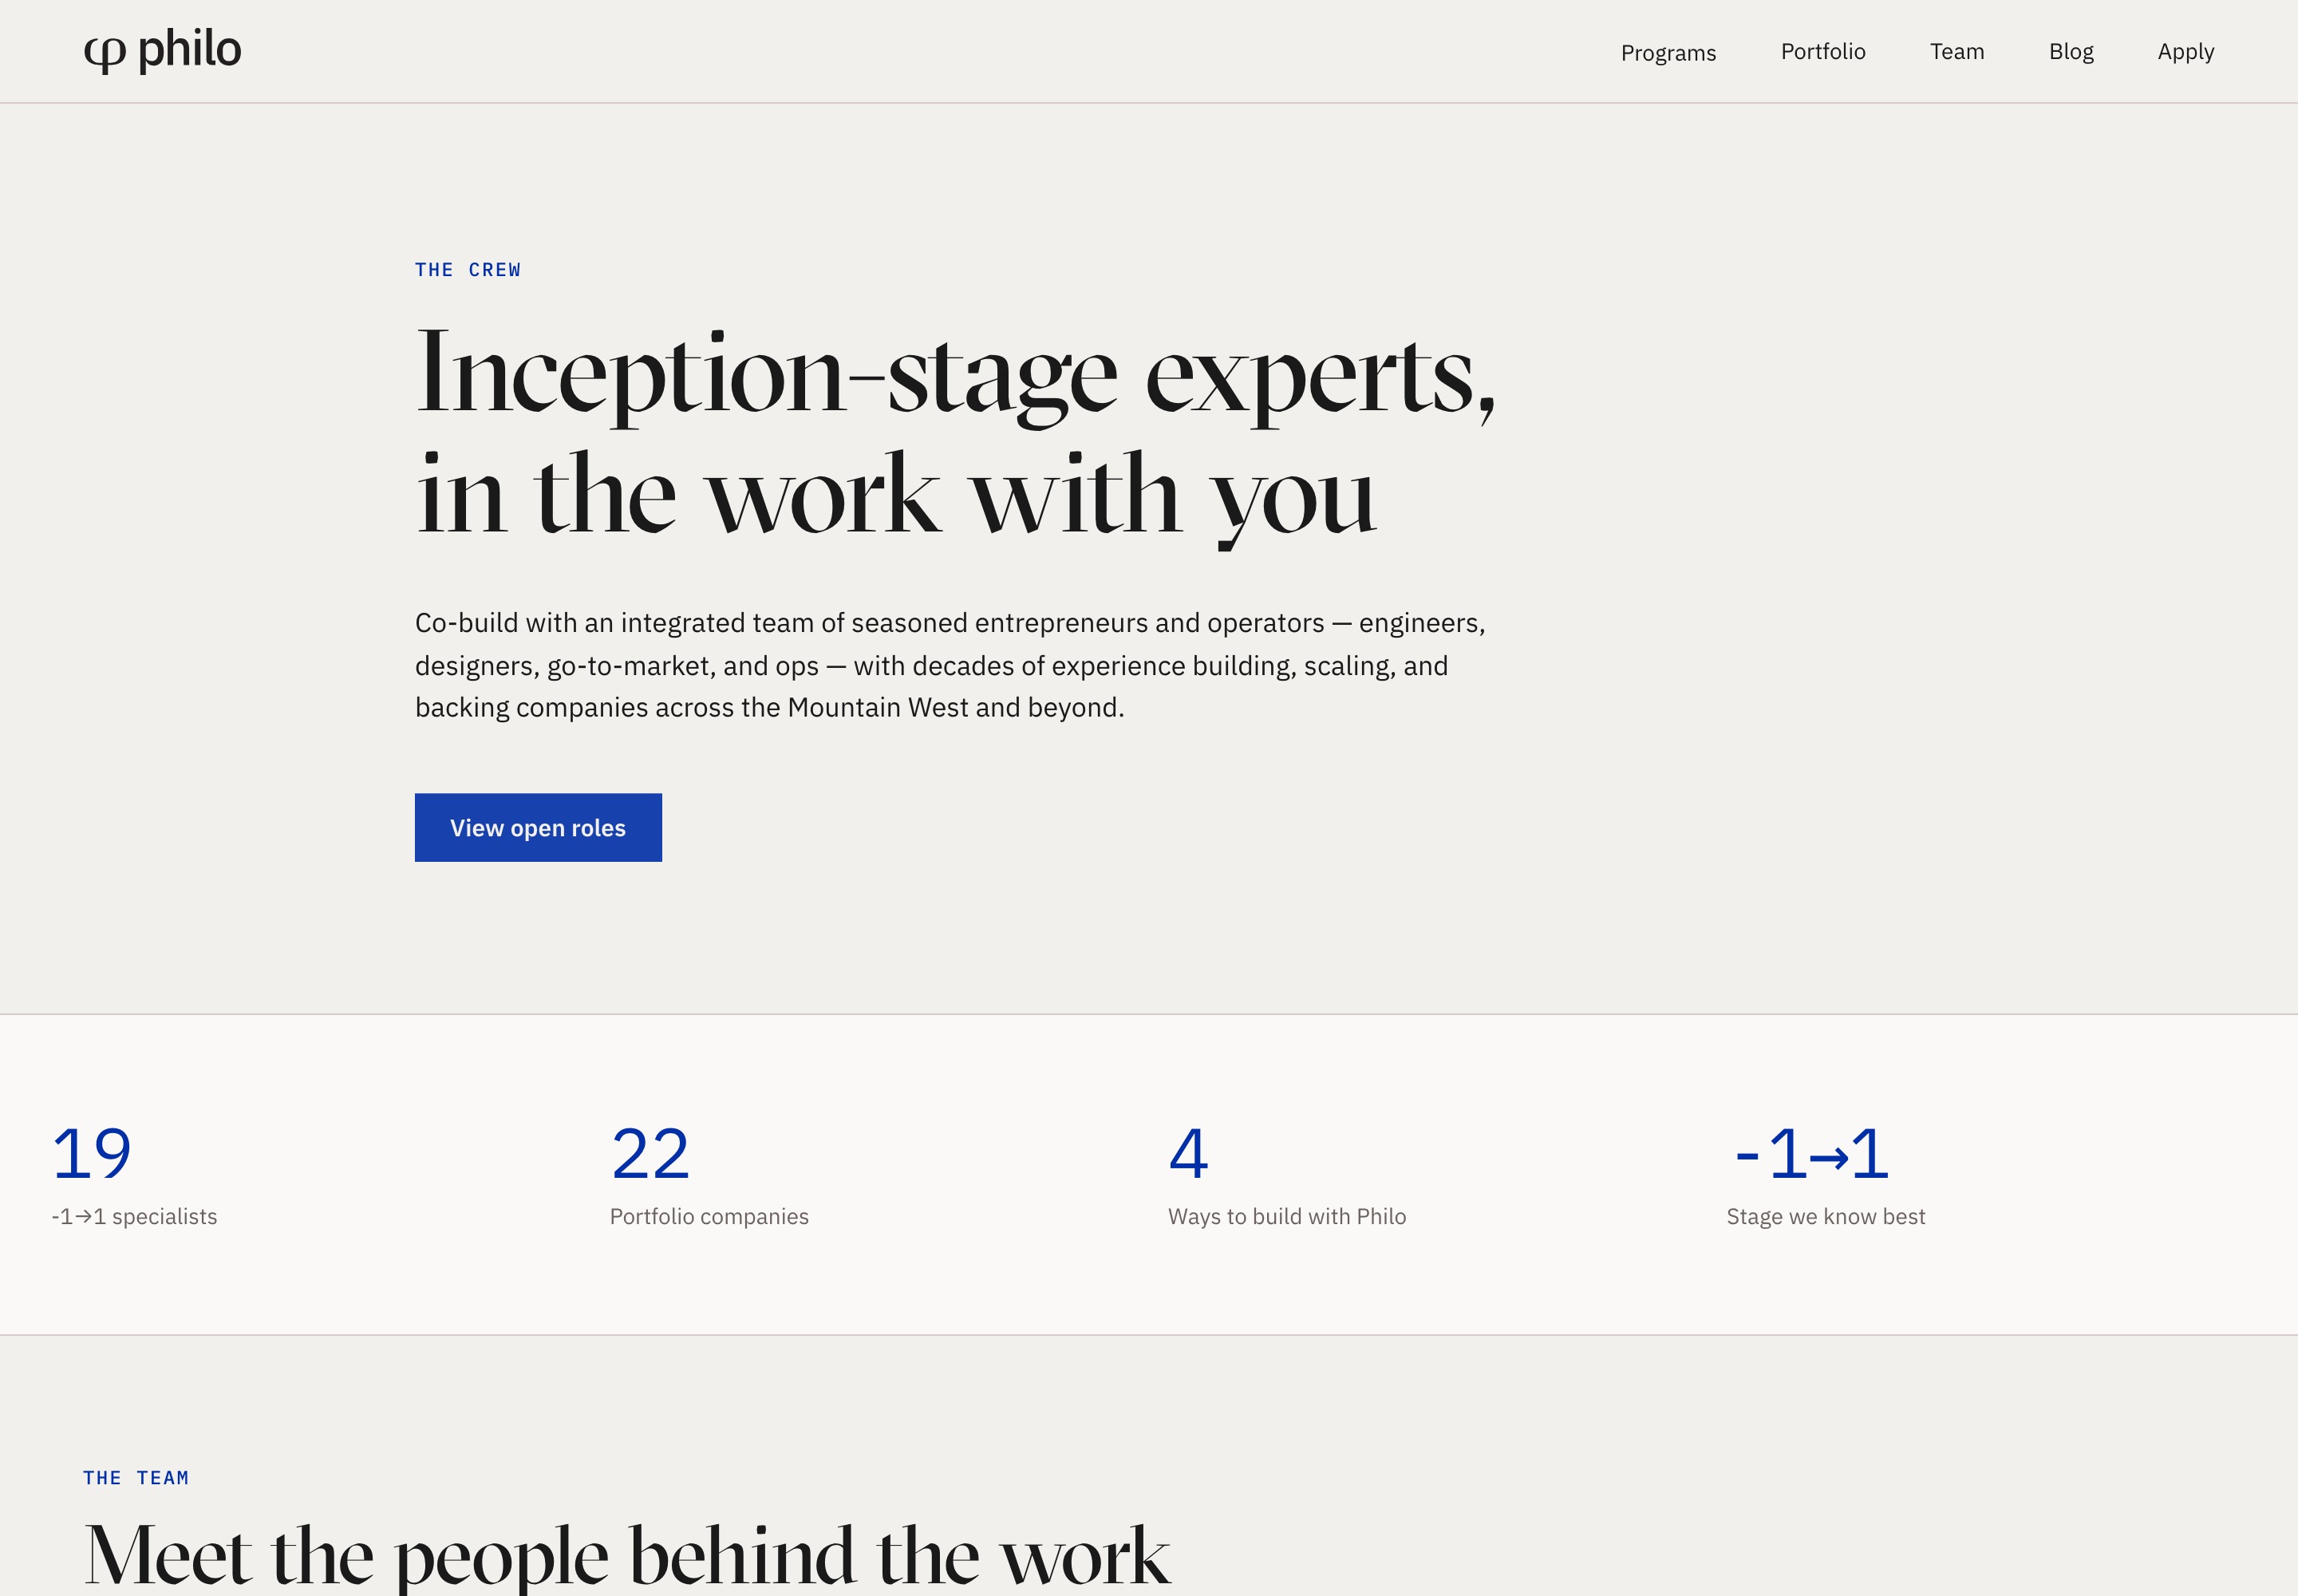 φ philo
Programs Portfolio Team Blog Apply
THE CREW
Inception-stage experts,
in the work with you
Co-build with an integrated team of seasoned entrepreneurs and operators — engineers,
designers, go-to-market, and ops — with decades of experience building, scaling, and
backing companies across the Mountain West and beyond.
View open roles
19
-1→1 specialists
22
Portfolio companies
4
Ways to build with Philo
-1→1
Stage we know best
THE TEAM
Meet the people behind the work